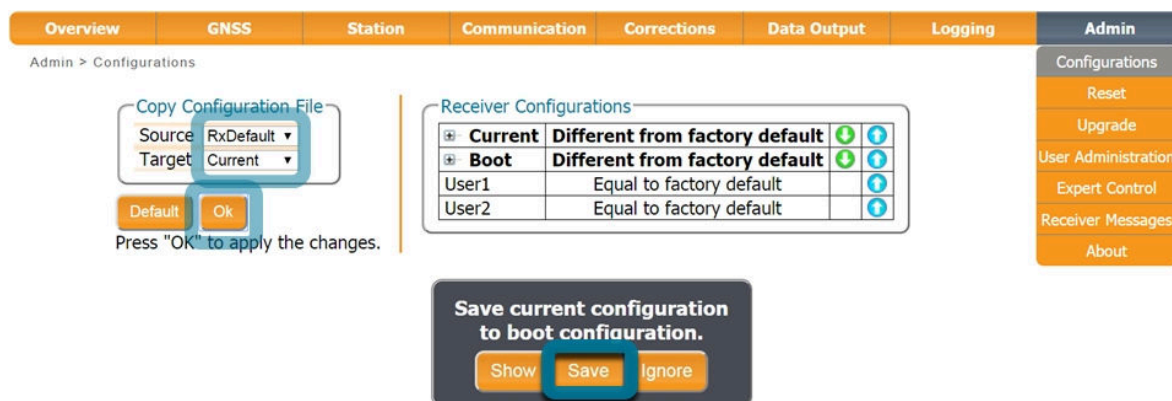 Overview GNSS Station Communication Corrections Data Output Logging Admin
Admin > Configurations
Configurations
Reset
Upgrade
User Administration
Expert Control
Receiver Messages
About
Copy Configuration File
Source RxDefault
Target Current
Default Ok
Press "OK" to apply the changes.
Receiver Configurations
Current Different from factory default
Boot Different from factory default
User1 Equal to factory default
User2 Equal to factory default
Save current configuration
to boot configuration.
Show Save Ignore